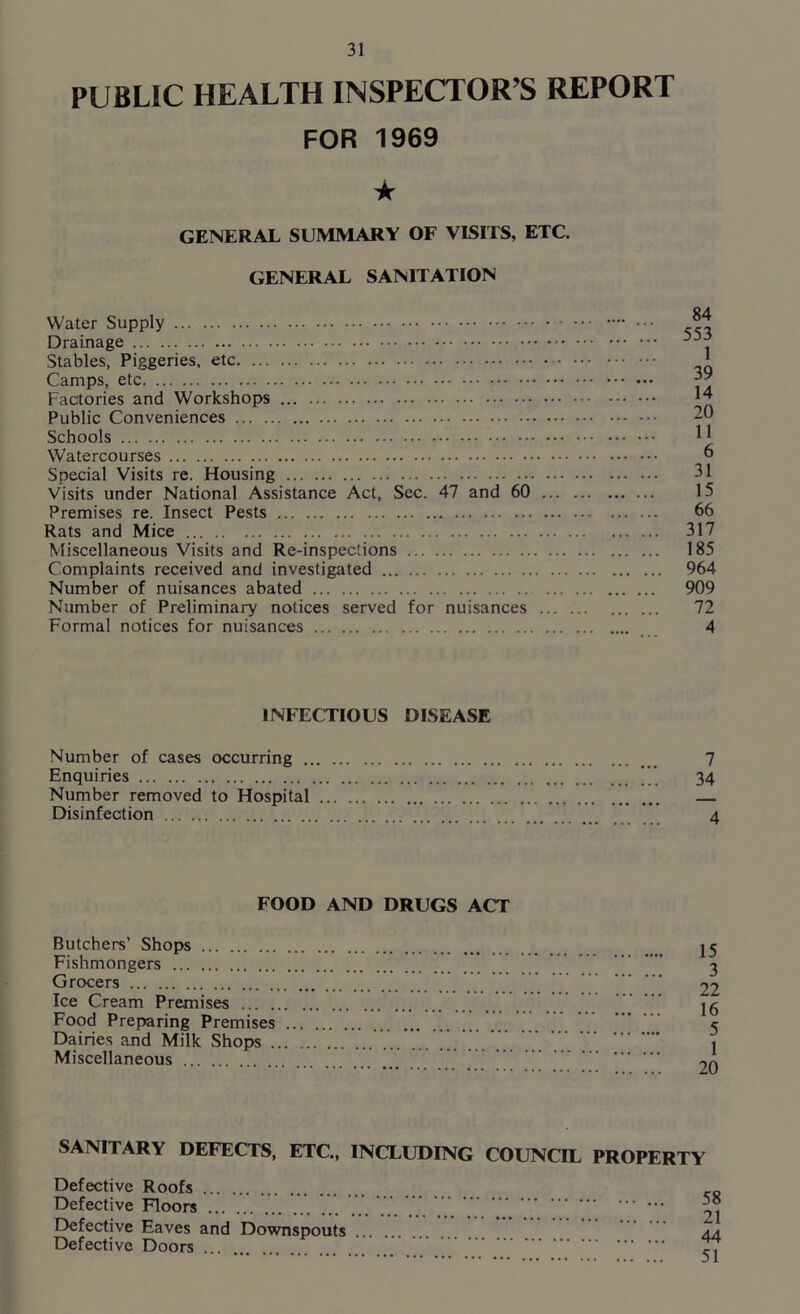 31
PUBLIC HEALTH INSPECTOR'S REPORT
FOR 1969
★
GENERAL SUMMARY OF VISITS, ETC.
GENERAL SANITATION
Water Supply ... 84
Drainage ... 553
Stables, Piggeries, etc. ... 1
Camps, etc. ... 39
Factories and Workshops ... 14
Public Conveniences ... 20
Schools ... 11
Watercourses ... 6
Special Visits re. Housing ... 31
Visits under National Assistance Act, Sec. 47 and 60 ... 15
Premises re. Insect Pests ... 66
Rats and Mice ... 317
Miscellaneous Visits and Re-inspections ... 185
Complaints received and investigated ... 964
Number of nuisances abated ... 909
Number of Preliminary notices served for nuisances ... 72
Formal notices for nuisances ... 4
INFECTIOUS DISEASE
Number of cases occurring ... 7
Enquiries ... 34
Number removed to Hospital ... —
Disinfection ... 4
FOOD AND DRUGS ACT
Butchers' Shops ... 15
Fishmongers ... 3
Grocers ... 22
Ice Cream Premises ... 16
Food Preparing Premises ... 5
Dairies and Milk Shops ... 1
Miscellaneous ... 20
SANITARY DEFECTS, ETC., INCLUDING COUNCIL PROPERTY
Defective Roofs ... 58
Defective Floors ... 21
Defective Eaves and Downspouts ... 44
Defective Doors ... 51